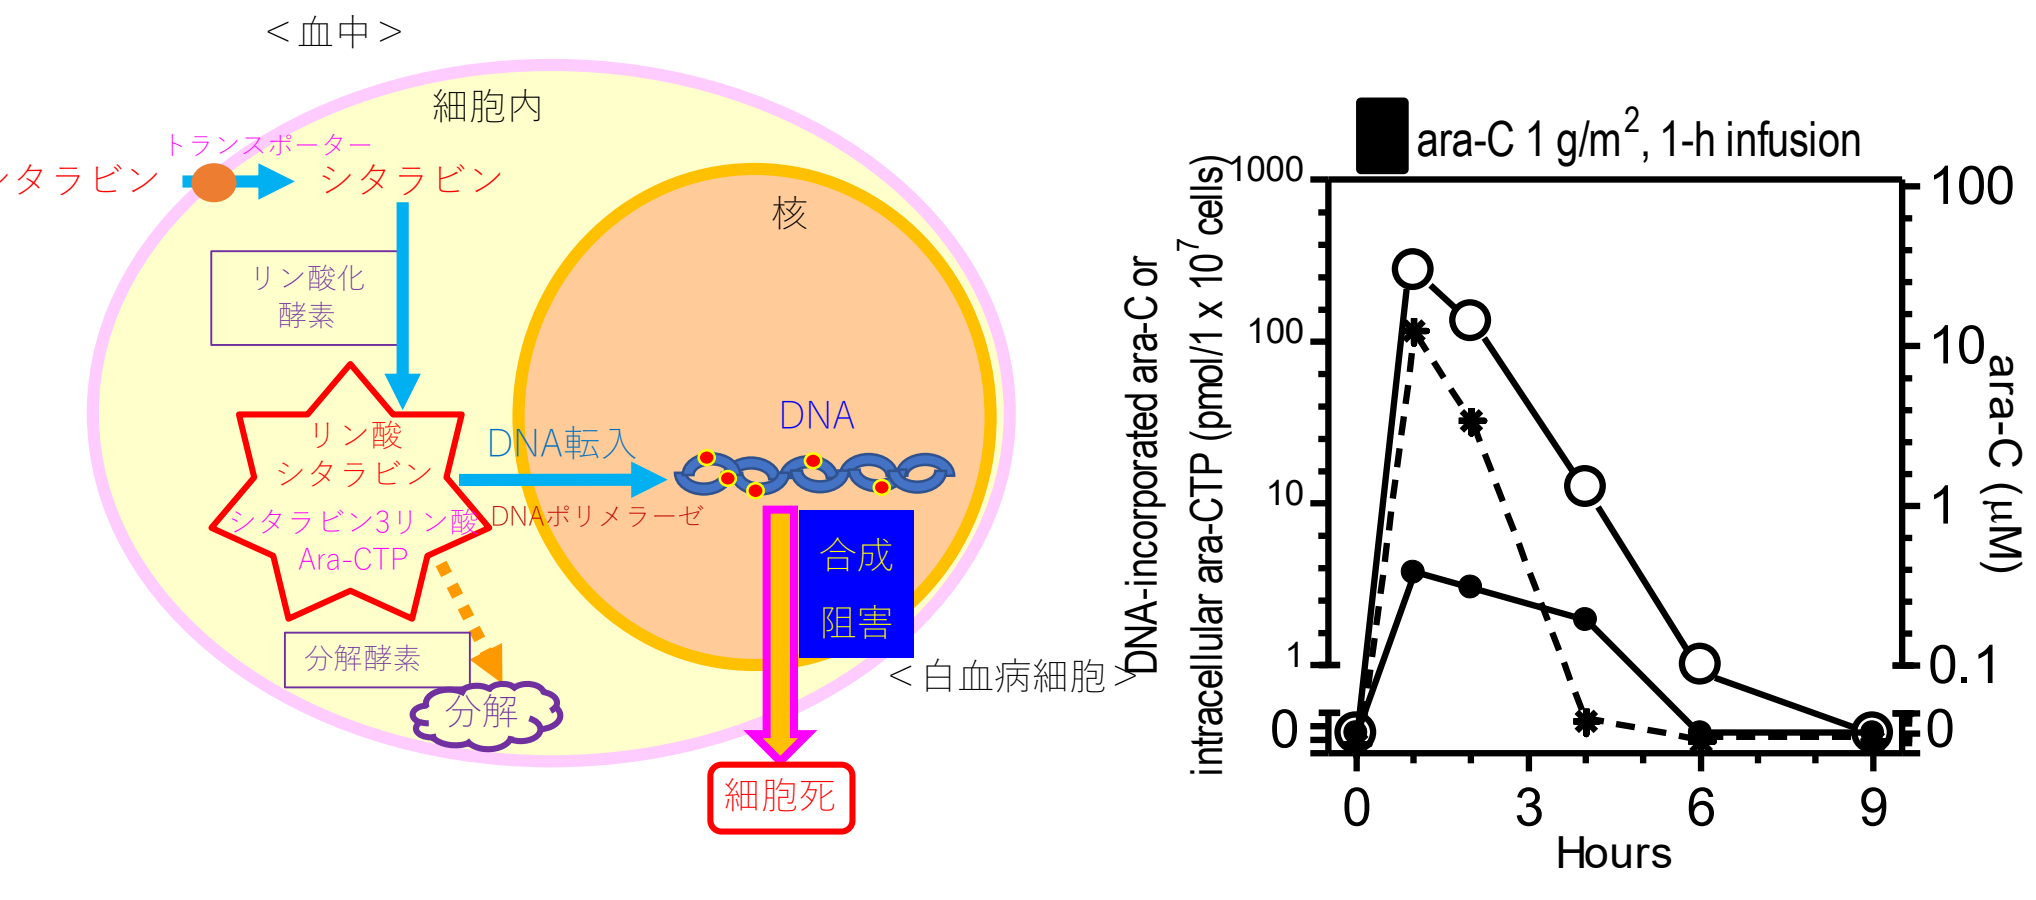 ＜血中＞
細胞内
トランスポーター
シタラビン
シタラビン
核
リン酸化
酵素
DNA
リン酸
シタラビン
DNA転入
シタラビン3リン酸
Ara-CTP
DNAポリメラーゼ
合成
阻害
分解酵素
分解
＜白血病細胞＞
細胞死
ara-C 1 g/m2, 1-h infusion
DNA-incorporated ara-C or
intracellular ara-CTP (pmol/1 x 107 cells)
1000
100
10
1
0
100
10
1
0.1
0
ara-C (μM)
0 3 6 9
Hours